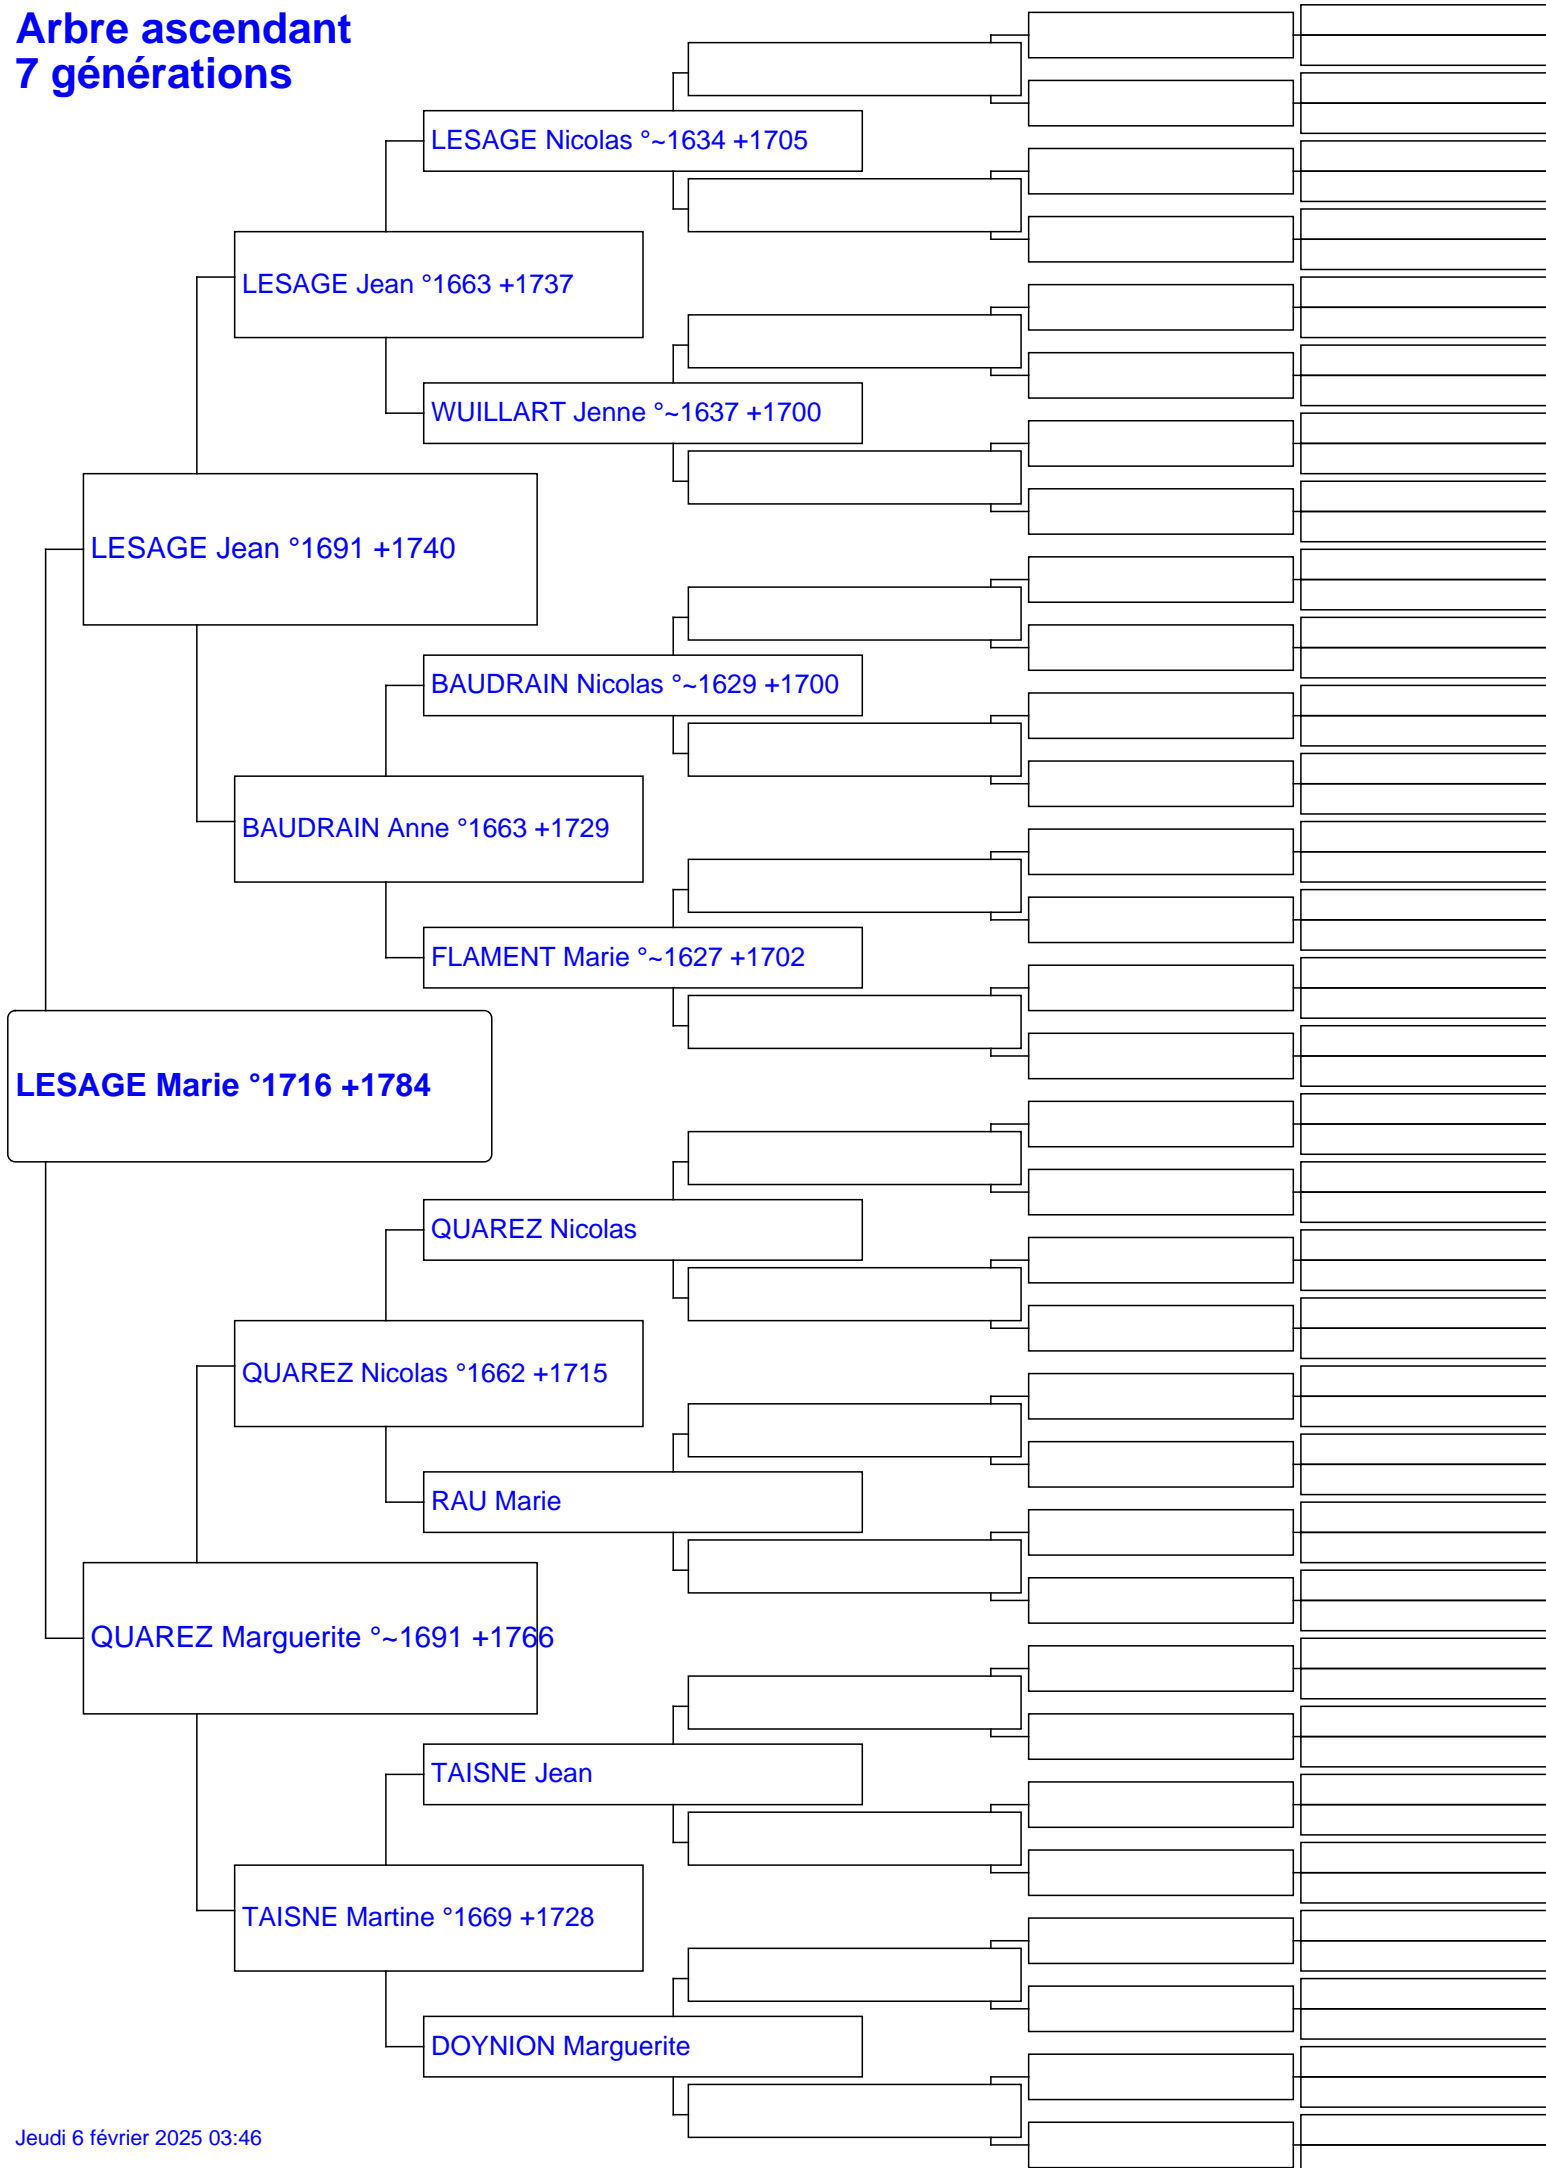 Arbre ascendant
7 générations
LESAGE Nicolas °~1634 +1705
LESAGE Jean °1663 +1737
WUILLART Jenne °~1637 +1700
LESAGE Jean °1691 +1740
BAUDRAIN Nicolas °~1629 +1700
BAUDRAIN Anne °1663 +1729
FLAMENT Marie °~1627 +1702
LESAGE Marie °1716 +1784
QUAREZ Nicolas
QUAREZ Nicolas °1662 +1715
RAU Marie
QUAREZ Marguerite °~1691 +1766
TAISNE Jean
TAISNE Martine °1669 +1728
DOYNION Marguerite
Jeudi 6 février 2025 03:46